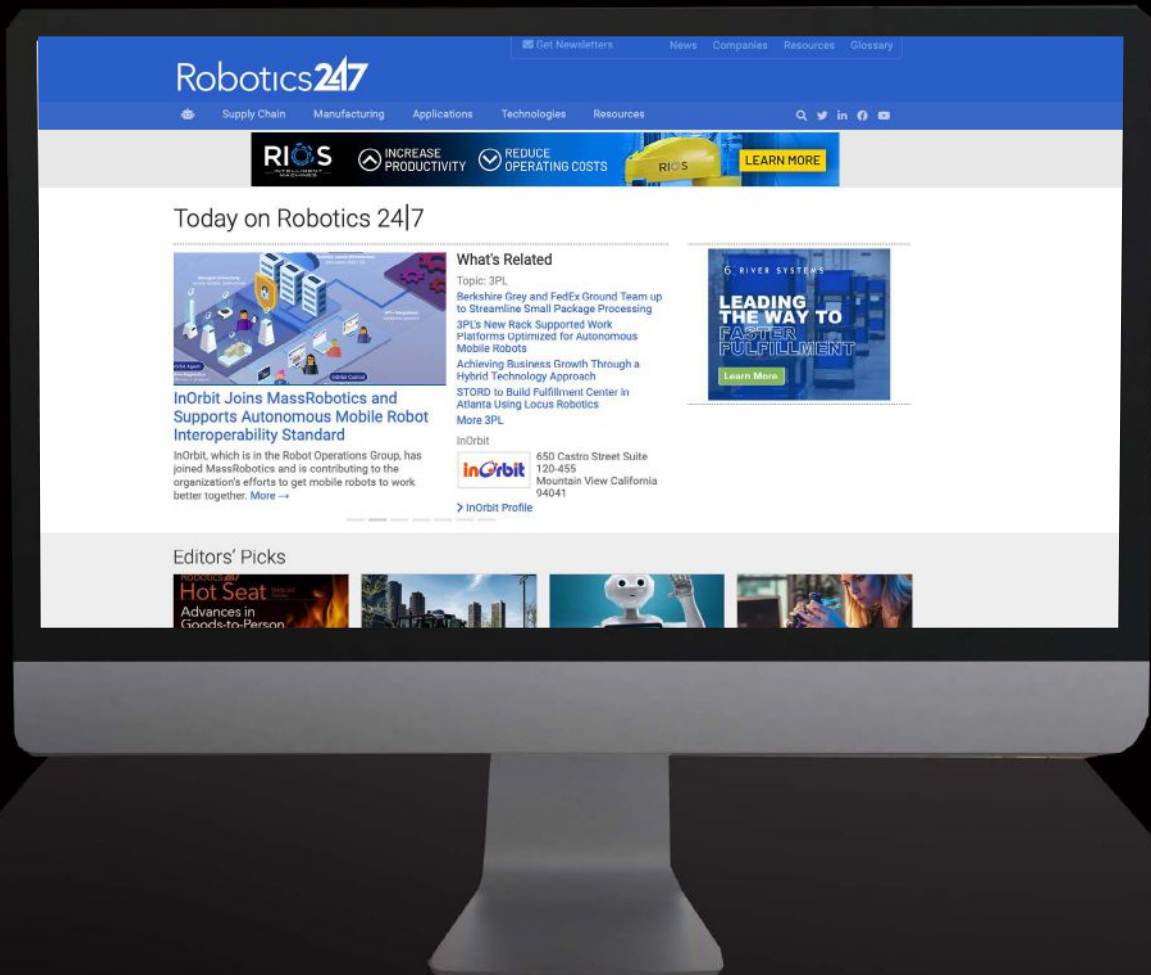 Get Newsletters News Companies Resources Glossary
Robotics247
Supply Chain Manufacturing Applications Technologies Resources
RIOS
INTELLIGENT
MACHINES
INCREASE
PRODUCTIVITY
REDUCE
OPERATING COSTS
RIOS
LEARN MORE
Today on Robotics 24|7
What's Related
Topic: 3PL
Berkshire Grey and FedEx Ground Team up
to Streamline Small Package Processing
3PL's New Rack Supported Work
Platforms Optimized for Autonomous
Mobile Robots
Achieving Business Growth Through a
Hybrid Technology Approach
STORD to Build Fulfillment Center in
Atlanta Using Locus Robotics
More 3PL
InOrbit
inOrbit
650 Castro Street Suite
120-455
Mountain View California
94041
InOrbit Profile
InOrbit Control
InOrbit Joins MassRobotics and
Supports Autonomous Mobile Robot
Interoperability Standard
InOrbit, which is in the Robot Operations Group, has
joined MassRobotics and is contributing to the
organization's efforts to get mobile robots to work
better together. More →
6 RIVER SYSTEMS
LEADING
THE WAY TO
FASTER
FULFILLMENT
Learn More
Editors' Picks
Robotics247
Hot Seat
Advances in
Goods-to-Person